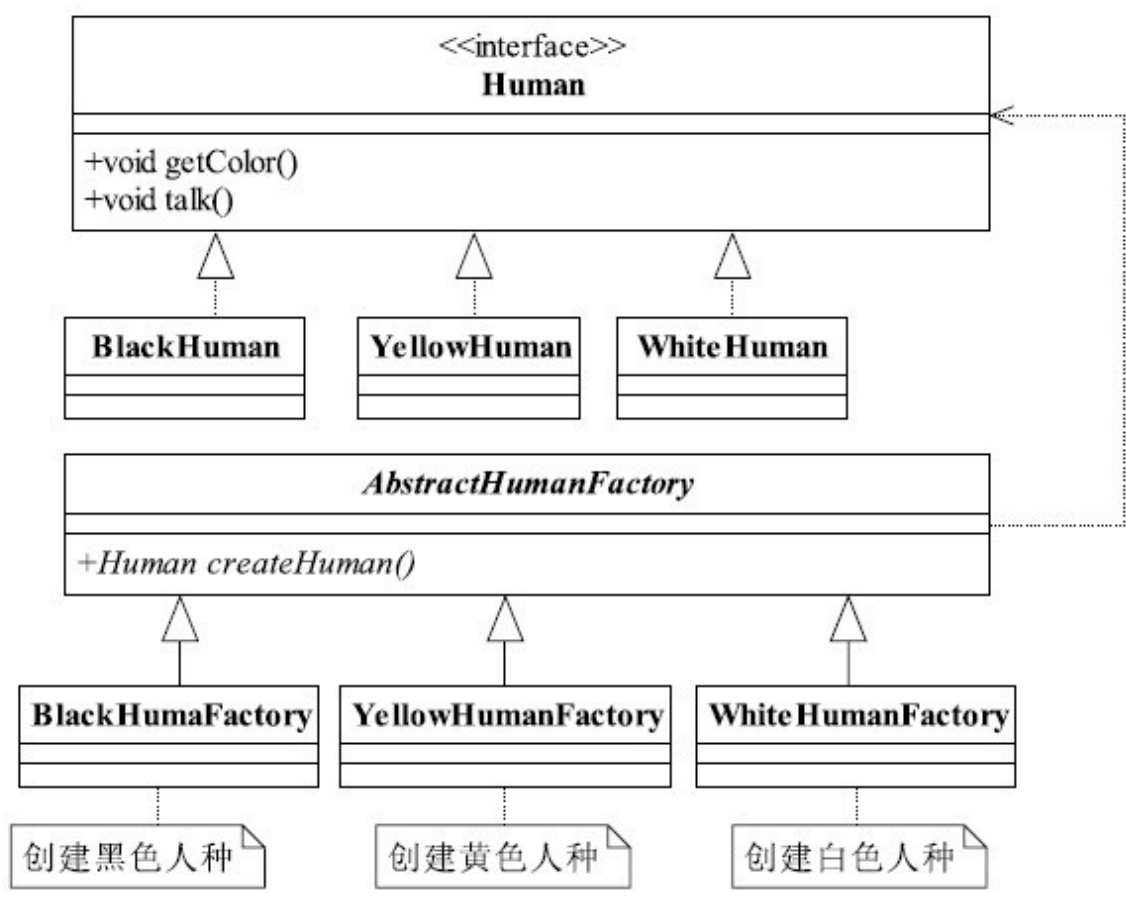 <<interface>>
Human
+void getColor()
+void talk()
BlackHuman
YellowHuman
WhiteHuman
AbstractHumanFactory
+Human createHuman()
BlackHumaFactory
YellowHumanFactory
WhiteHumanFactory
创建黑色人种
创建黄色人种
创建白色人种